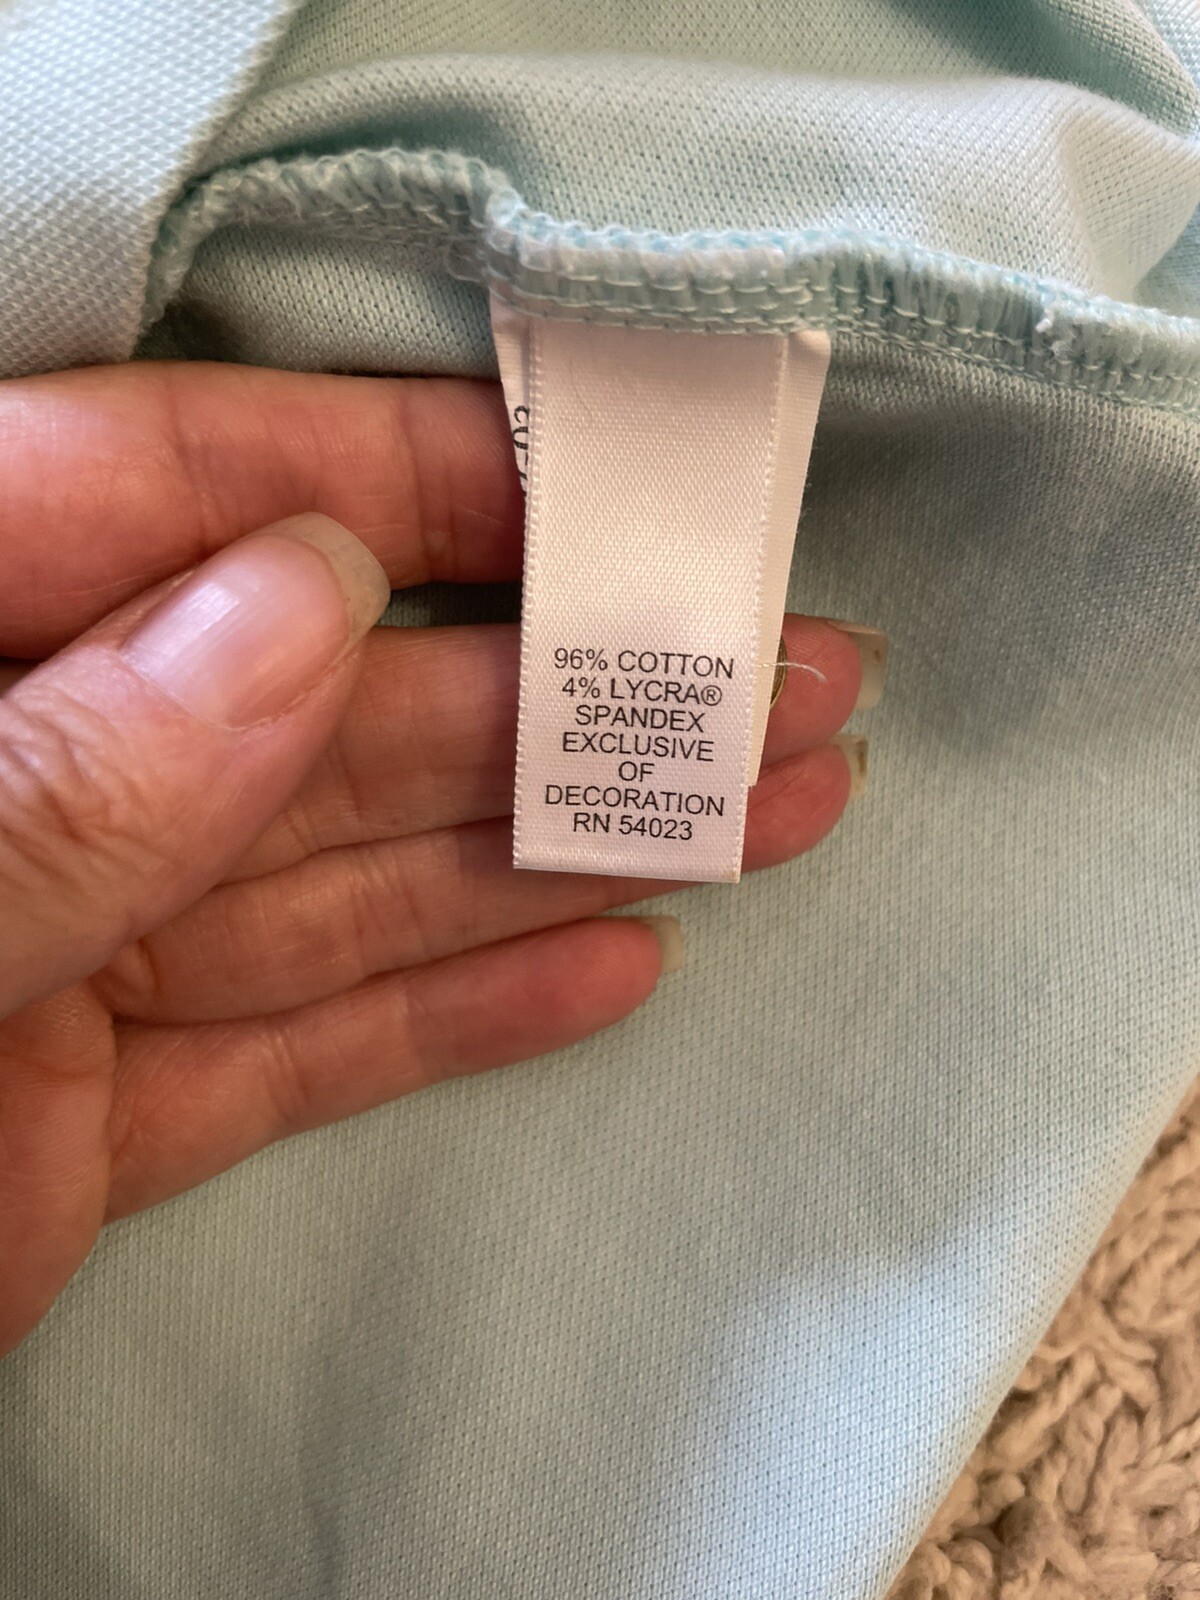 96% COTTON
4% LYCRA®
SPANDEX
EXCLUSIVE
OF
DECORATION
RN 54023